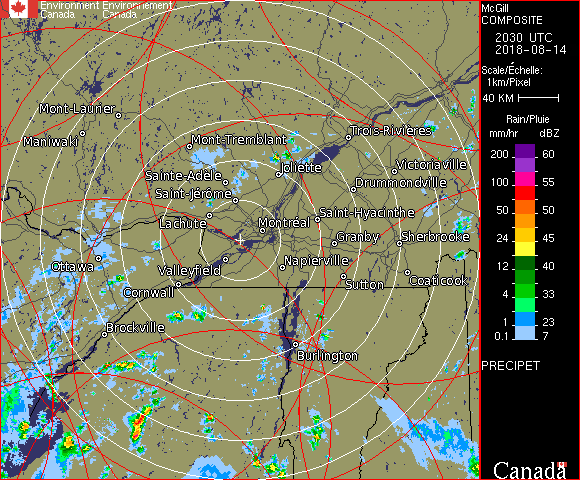 Environment Environnement
Canada Canada
Mont-Laurier
Maniwaki
Mont-Tremblant
Trois-Rivières
Joliette
Victoriaville
Sainte-Adèle
Drummondville
Saint-Jérôme
Lachute
Montréal
Saint-Hyacinthe
Granby
Sherbrooke
Ottawa
Valleyfield
Napierville
Cornwall
Sutton
Coaticook
Brockville
Burlington
McGill
COMPOSITE
2030 UTC
2018-08-14
Scale/Échelle:
1km/Pixel
40 KM
Rain/Pluie
mm/hr dBZ
200 60
100 55
50 50
24 45
12 40
4 33
1 23
0.1 7
PRECIPET
Canada